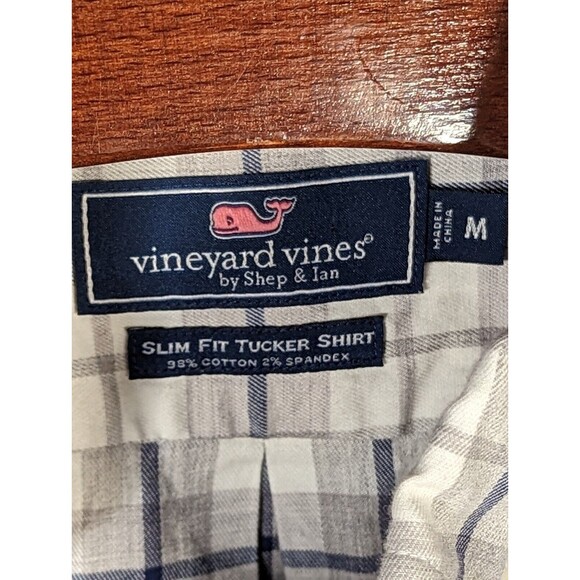 vineyard vines®
by Shep & Ian
MADE IN
CHINA
M
SLIM FIT TUCKER SHIRT
98% COTTON 2% SPANDEX